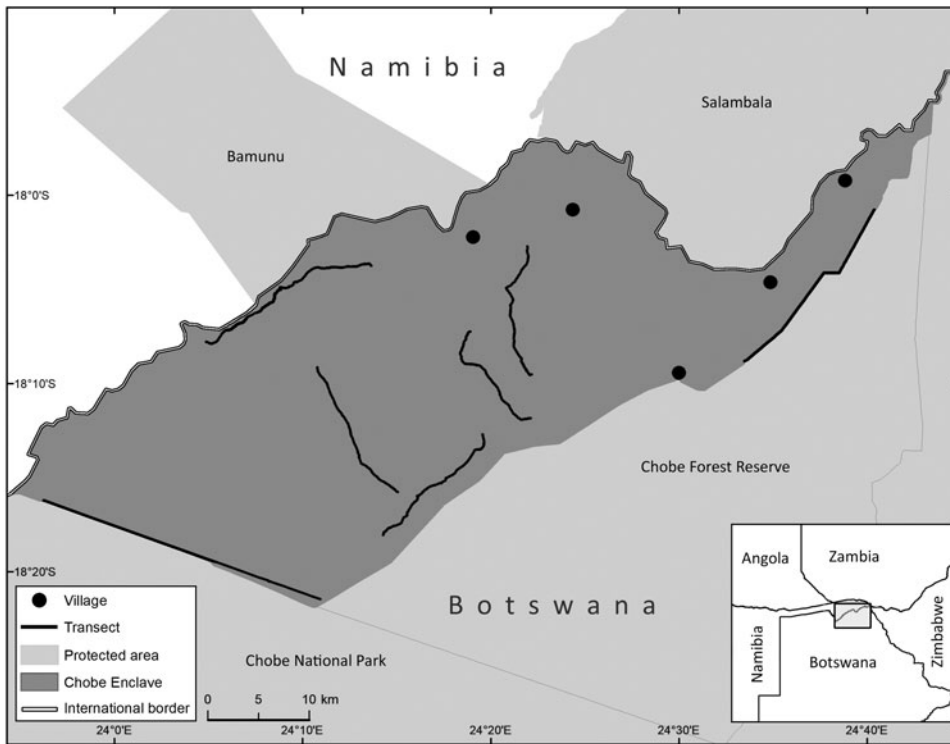 24°0'E 24°10'E 24°20'E 24°30'E 24°40'E
18°0'S
18°10'S
18°20'S
Namibia
Salambala
Bamunu
Chobe Forest Reserve
Botswana
Chobe National Park
Village
Transect
Protected area
Chobe Enclave
International border
0 5 10 km
Angola
Zambia
Namibia
Botswana
Zimbabwe